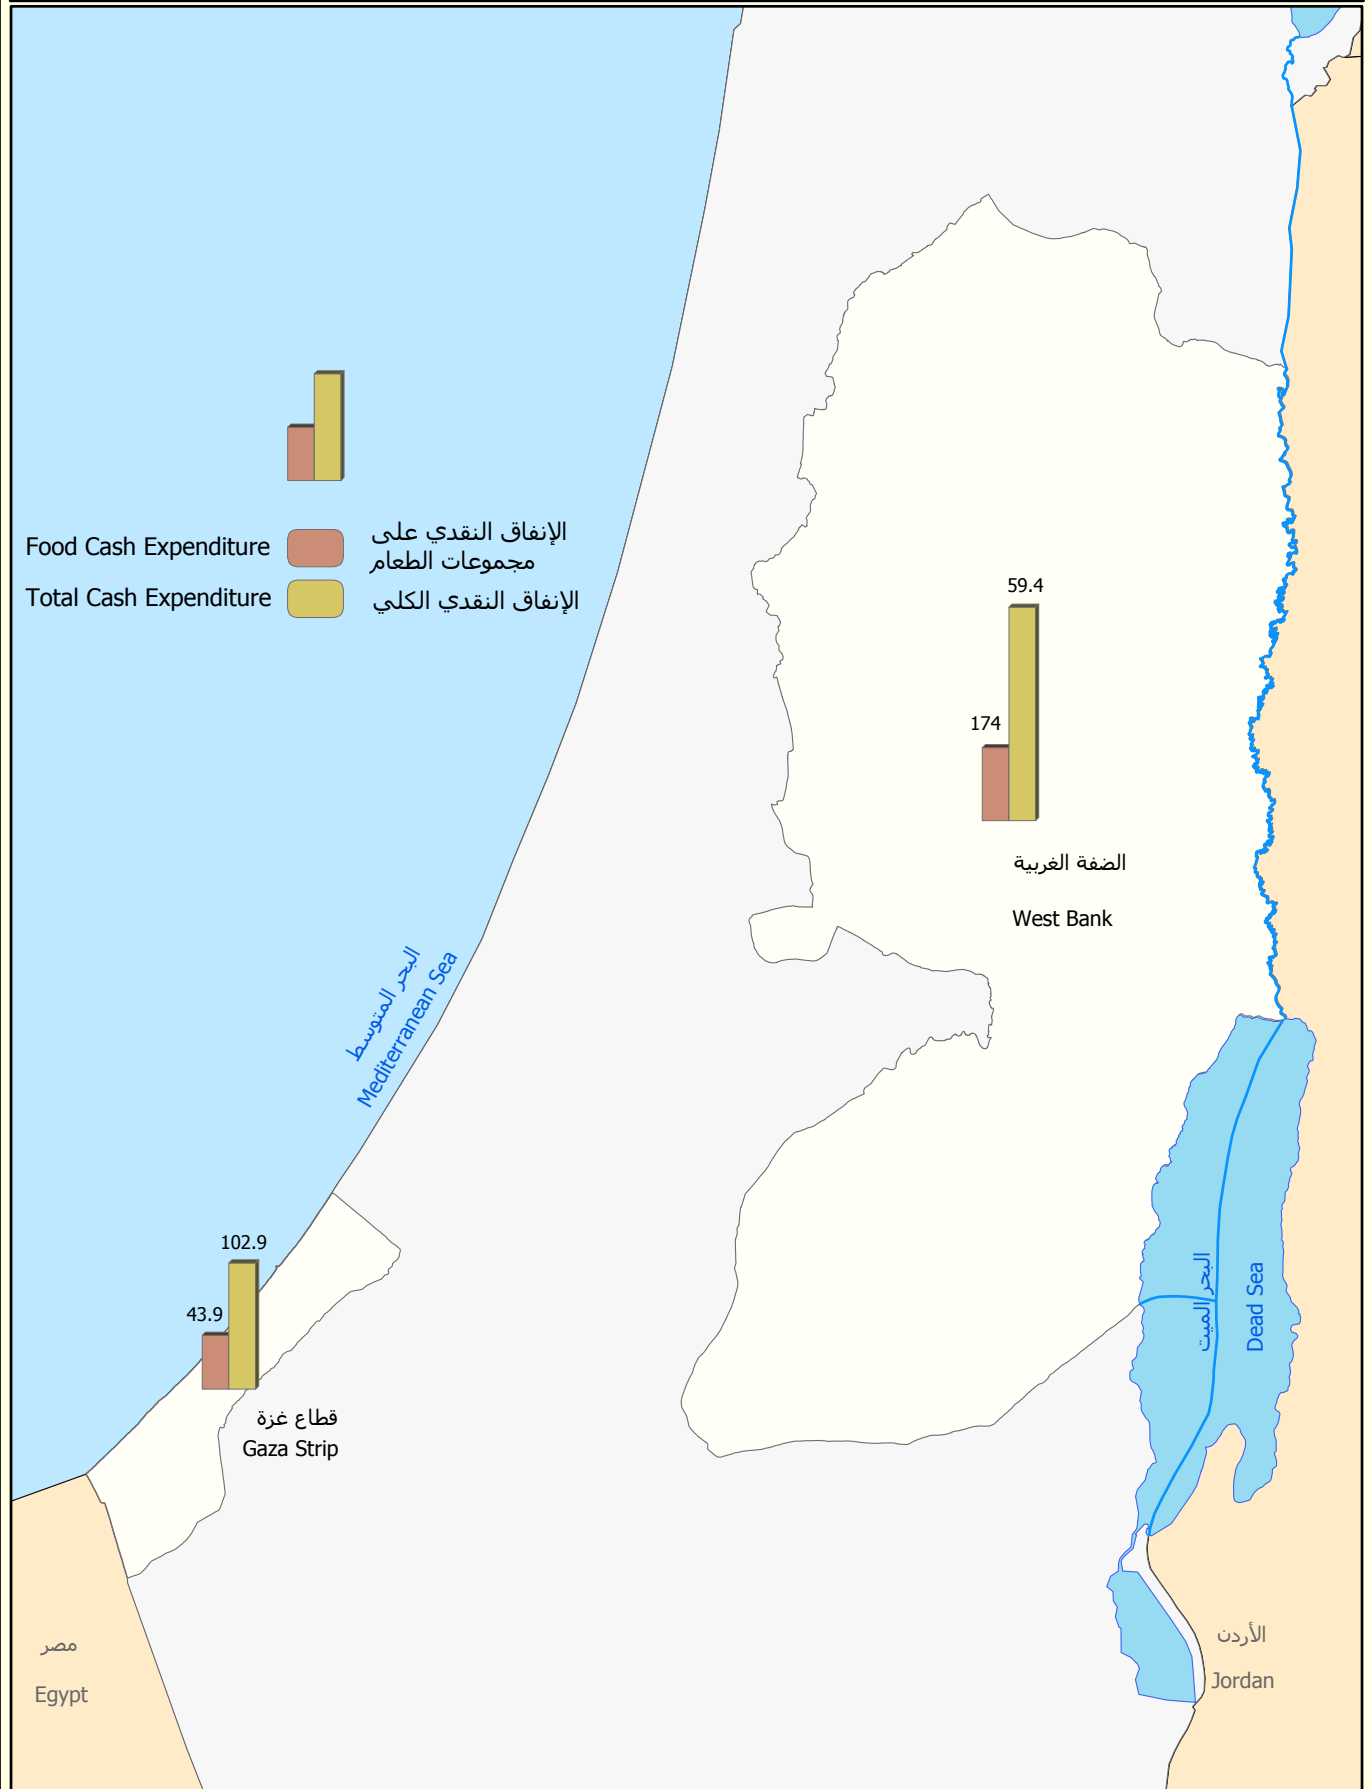 Food Cash Expenditure
الإنفاق النقدي على
مجموعات الطعام
Total Cash Expenditure
الإنفاق النقدي الكلي
59.4
174
الضفة الغربية
West Bank
البحر المتوسط
Mediterranean Sea
102.9
43.9
قطاع غزة
Gaza Strip
البحر الميت
Dead Sea
مصر
Egypt
الأردن
Jordan